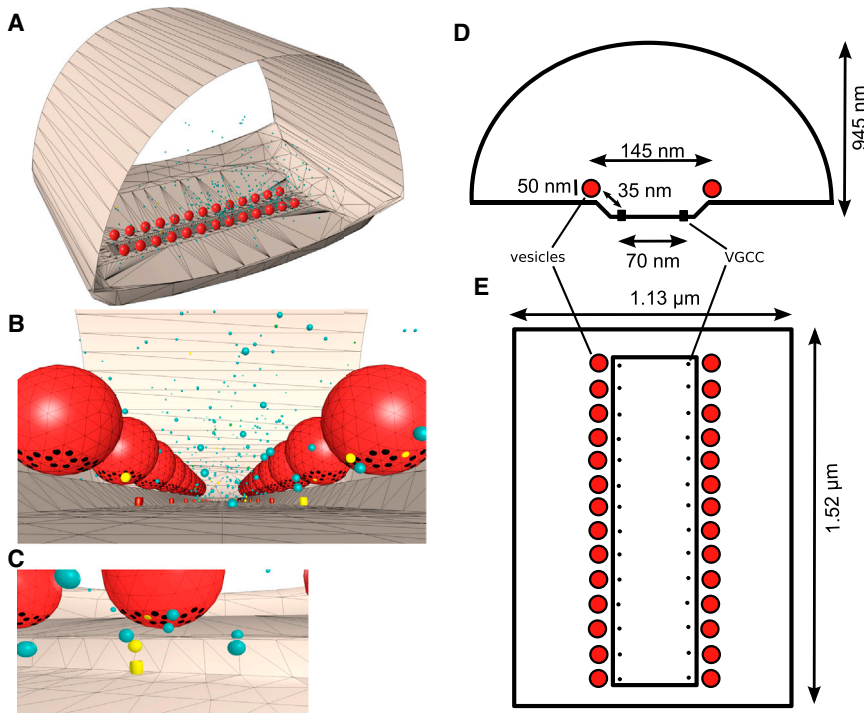 A
B
C
D
945 nm
145 nm
50 nm
35 nm
70 nm
vesicles
VGCC
E
1.13 µm
1.52 µm